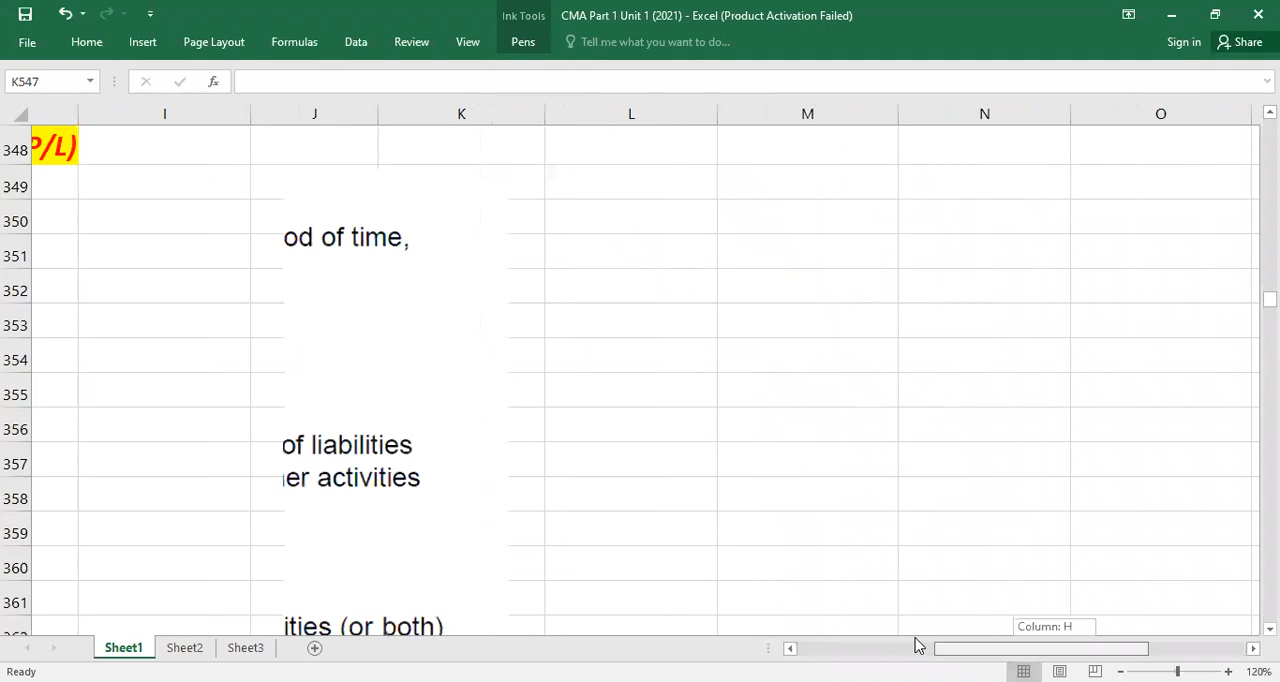 Ink Tools
CMA Part 1 Unit 1 (2021) - Excel (Product Activation Failed)
File Home Insert Page Layout Formulas Data Review View Pens Tell me what you want to do... Sign in Share
K547 fx
I J K L M N O
348 P/L)
349
350
od of time,
351
352
353
354
355
356
of liabilities
357
er activities
358
359
360
361
ities (or both)
Column: H
Sheet1 Sheet2 Sheet3
Ready 120%